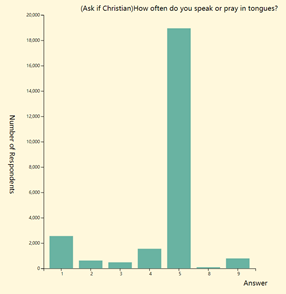 (Ask if Christian)How often do you speak or pray in tongues?
20,000
18,000
16,000
14,000
12,000
10,000
8,000
6,000
4,000
2,000
0
Number of Respondents
1 2 3 4 5 8 9
Answer